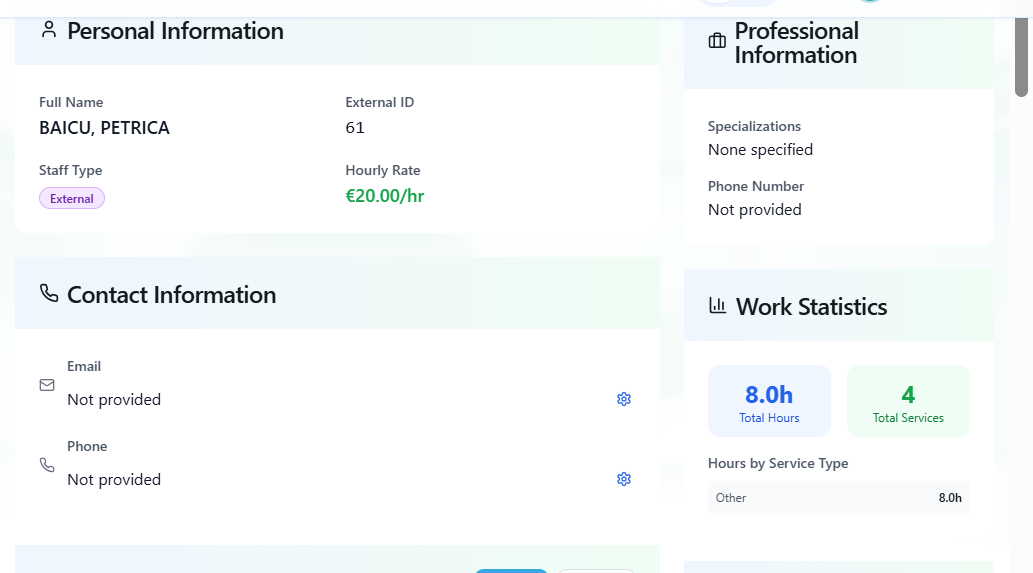 Personal Information
Full Name
BAICU, PETRICA
External ID
61
Staff Type
External
Hourly Rate
€20.00/hr
Contact Information
Email
Not provided
Phone
Not provided
Professional
Information
Specializations
None specified
Phone Number
Not provided
Work Statistics
8.0h
Total Hours
4
Total Services
Hours by Service Type
Other 8.0h